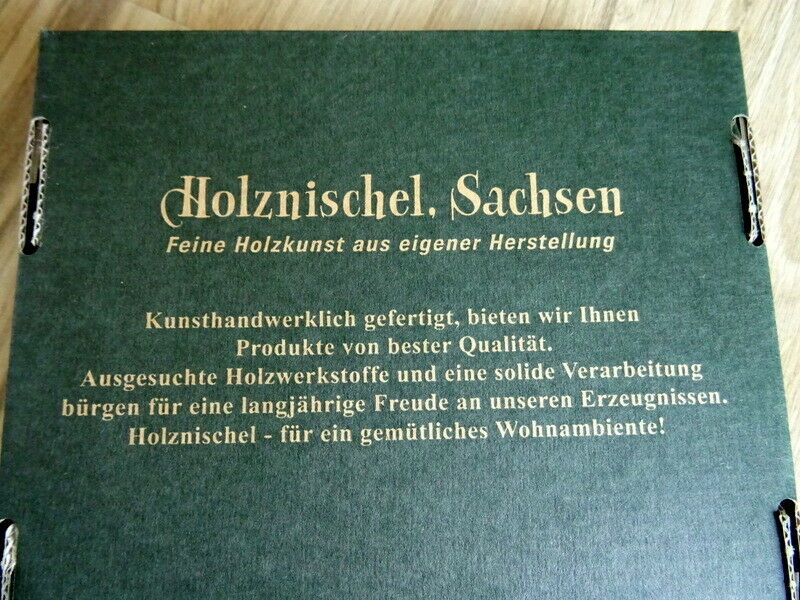 Holznischel, Sachsen
Feine Holzkunst aus eigener Herstellung
Kunsthandwerklich gefertigt, bieten wir Ihnen
Produkte von bester Qualität.
Ausgesuchte Holzwerkstoffe und eine solide Verarbeitung
bürgen für eine langjährige Freude an unseren Erzeugnissen.
Holznischel - für ein gemütliches Wohnambiente!